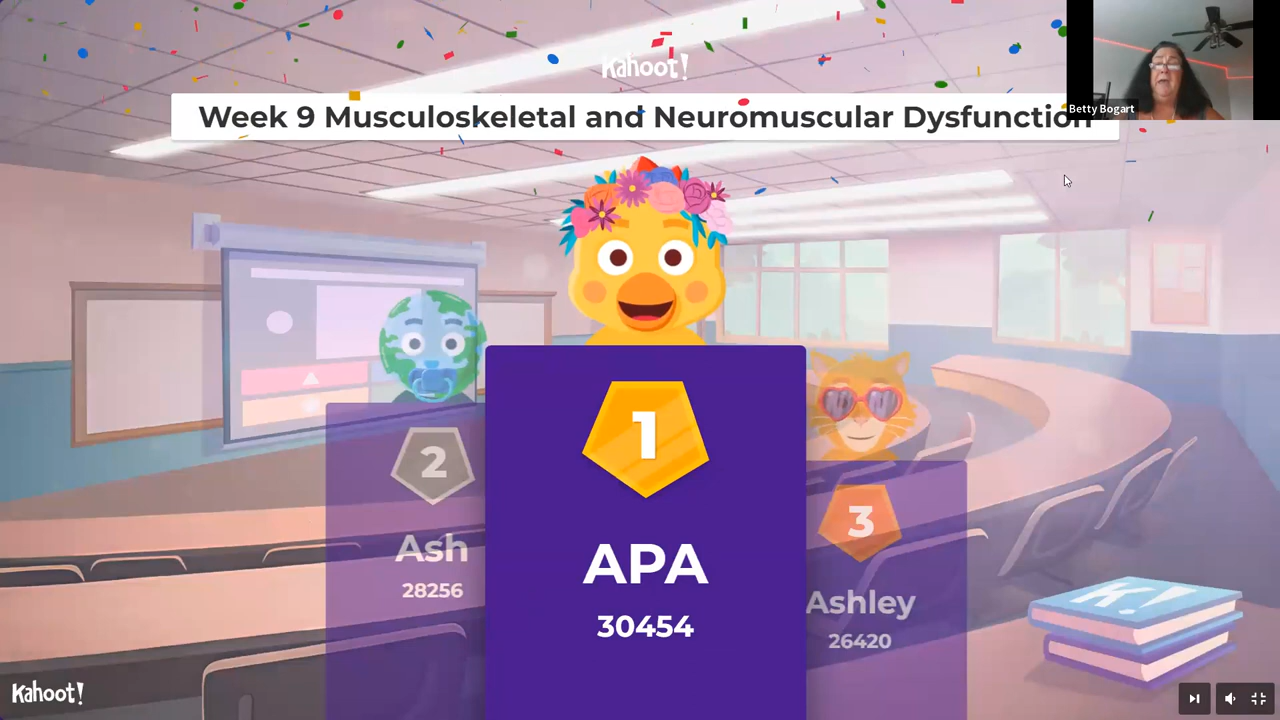 Kahoot!
Week 9 Musculoskeletal and Neuromuscular Dysfunction
Betty Bogart
1
APA
30454
2
Ash
28256
3
Ashley
26420
K!
Kahoot!